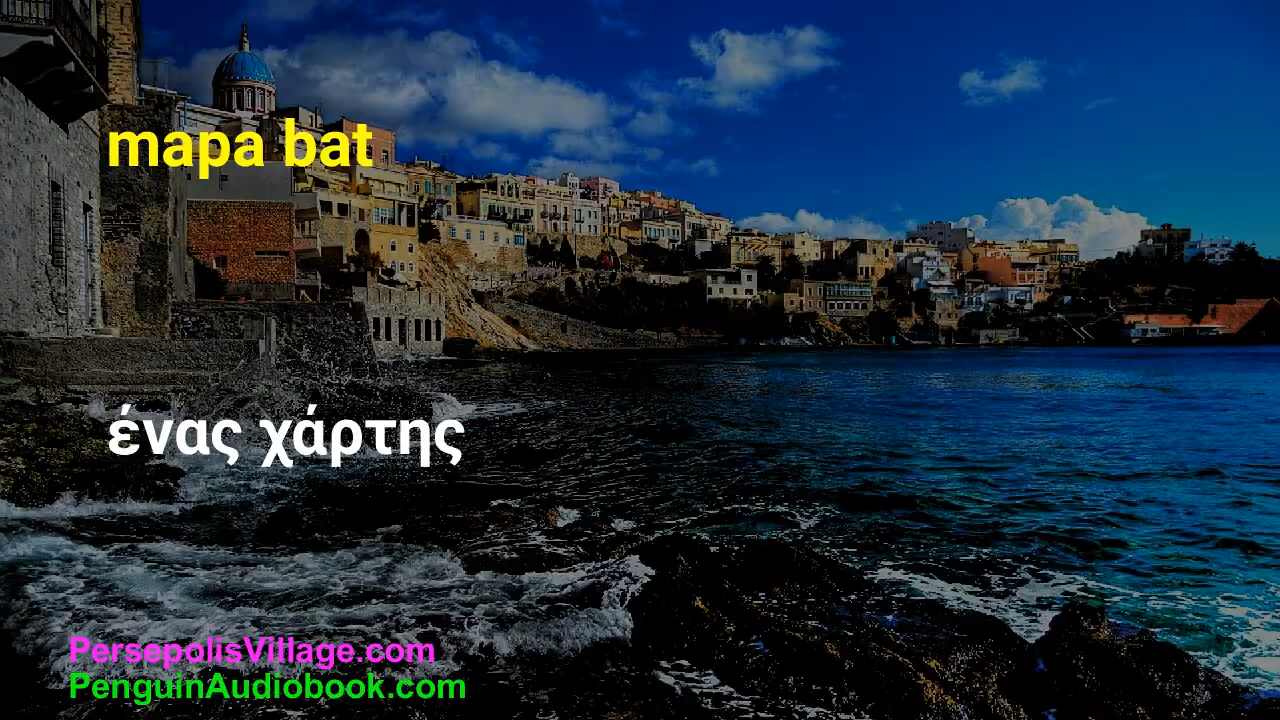 mapa bat
ένας χάρτης
PersepolisVillage.com
PenguinAudiobook.com